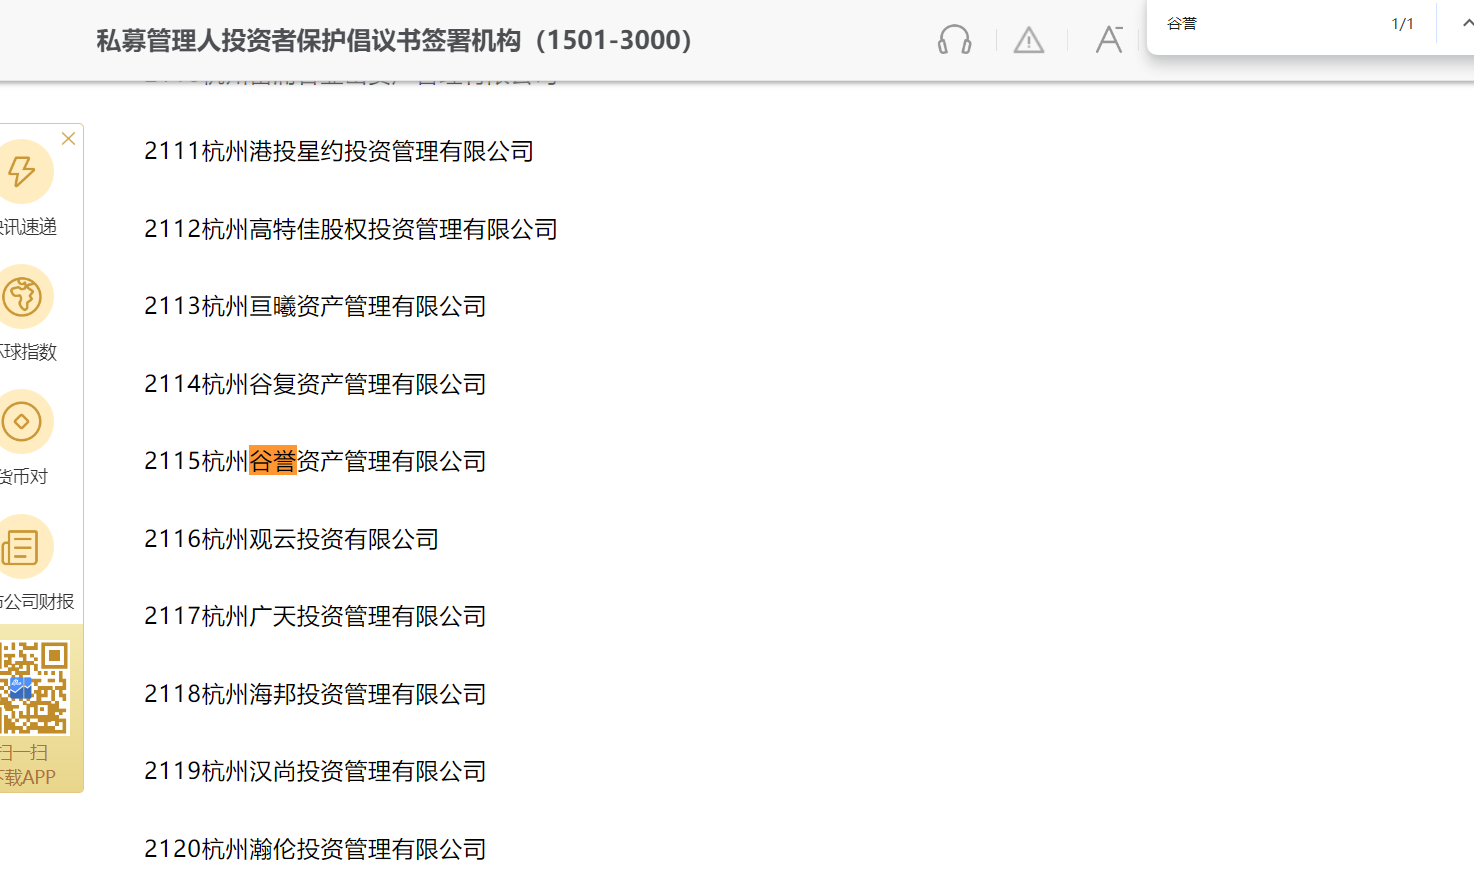 私募管理人投资者保护倡议书签署机构（1501-3000）
谷誉
1/1
2111杭州港投星约投资管理有限公司
2112杭州高特佳股权投资管理有限公司
2113杭州亘曦资产管理有限公司
2114杭州谷复资产管理有限公司
2115杭州谷誉资产管理有限公司
2116杭州观云投资有限公司
2117杭州广天投资管理有限公司
2118杭州海邦投资管理有限公司
2119杭州汉尚投资管理有限公司
2120杭州瀚伦投资管理有限公司
讯速递
球指数
货币对
公司财报
扫一扫
下载APP